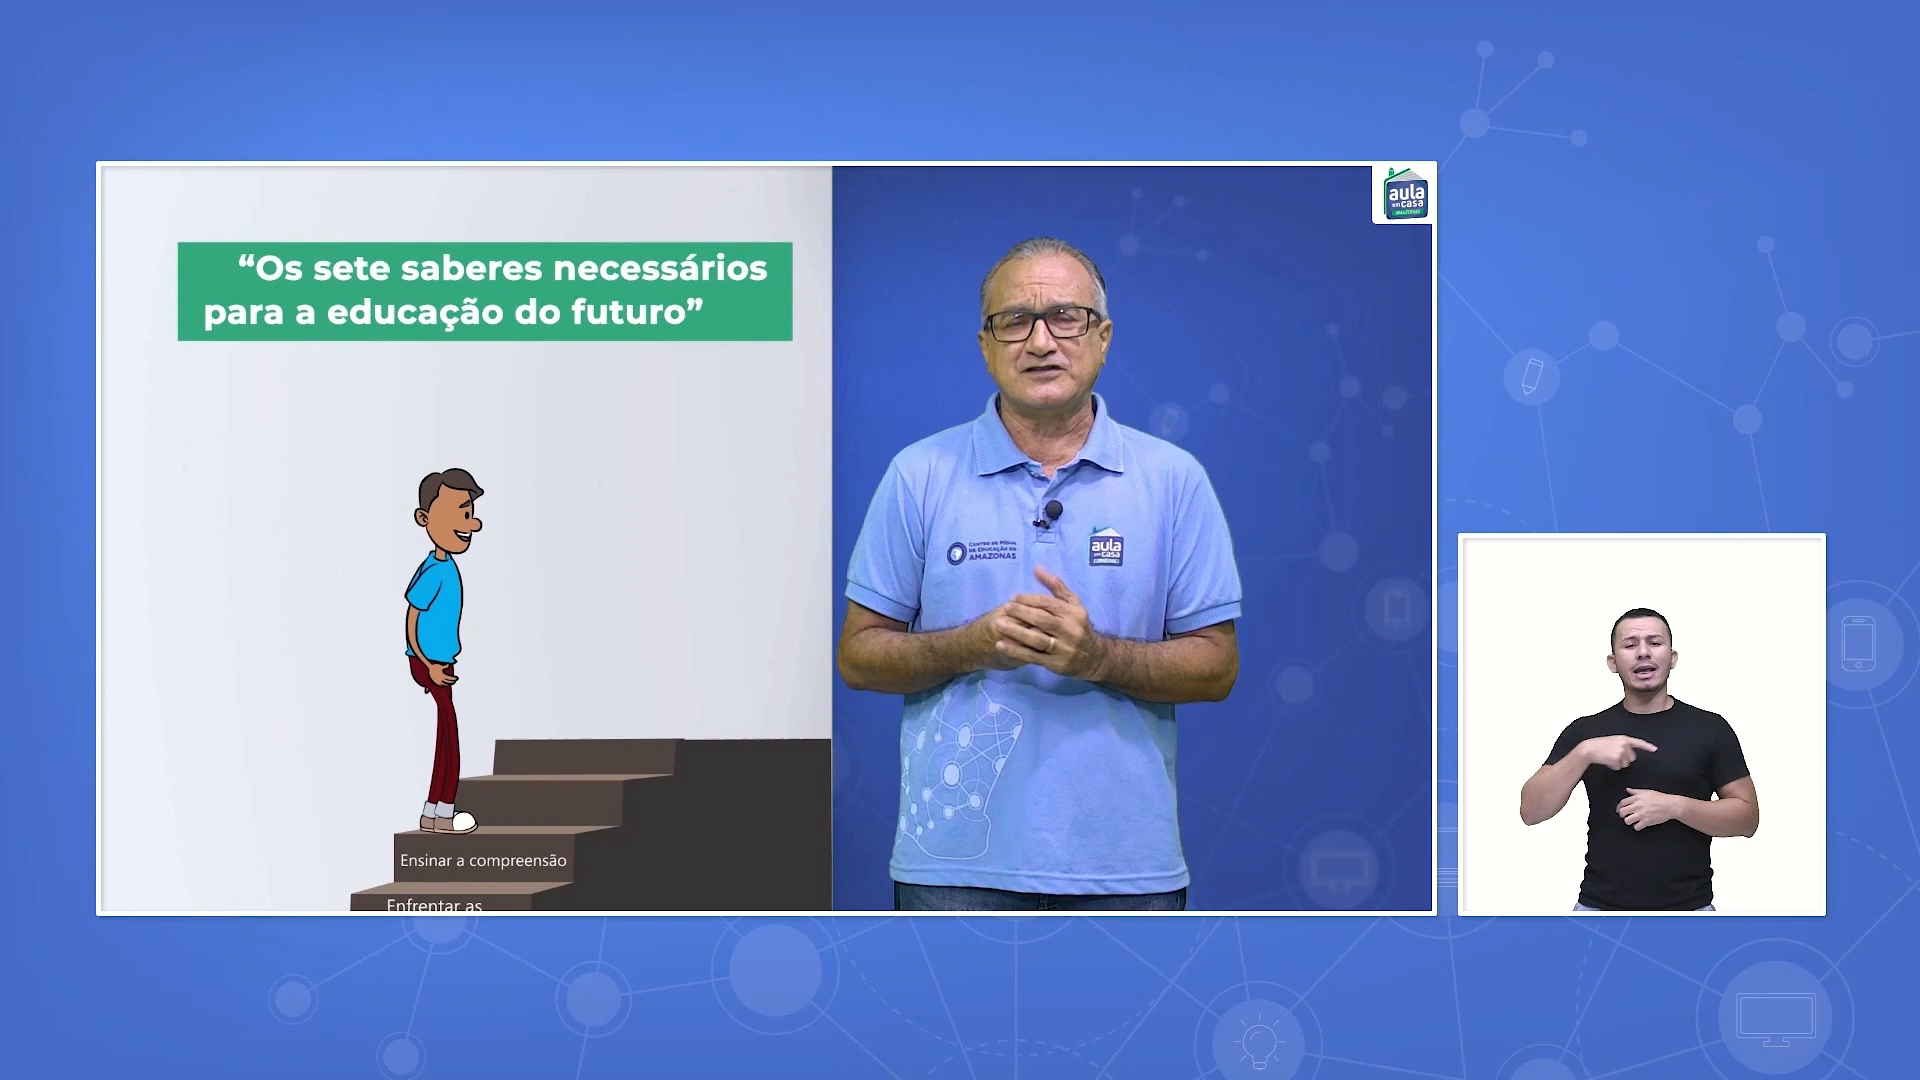 “Os sete saberes necessários
para a educação do futuro”
Ensinar a compreensão
Enfrentar as
aula
em casa
AMAZONAS
CENTRO DE MÍDIAS
DE EDUCAÇÃO DO
AMAZONAS
aula
em casa